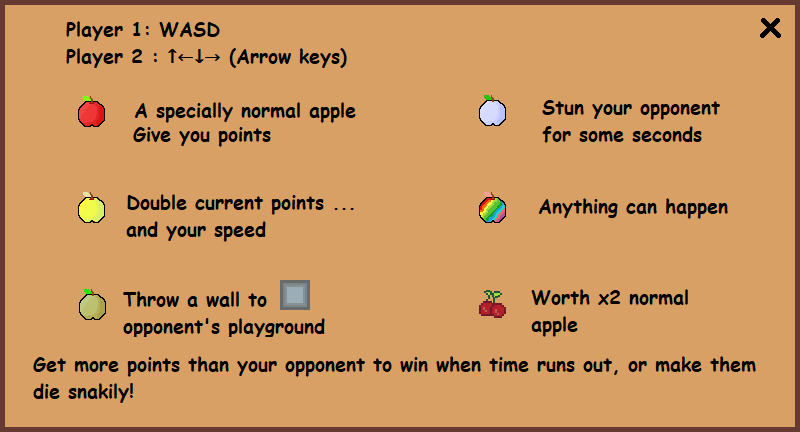 Player 1: WASD
Player 2 : ↑←↓→ (Arrow keys)
A specially normal apple
Give you points
Stun your opponent
for some seconds
Double current points ...
and your speed
Anything can happen
Throw a wall to
opponent's playground
Worth x2 normal
apple
Get more points than your opponent to win when time runs out, or make them
die snakily!